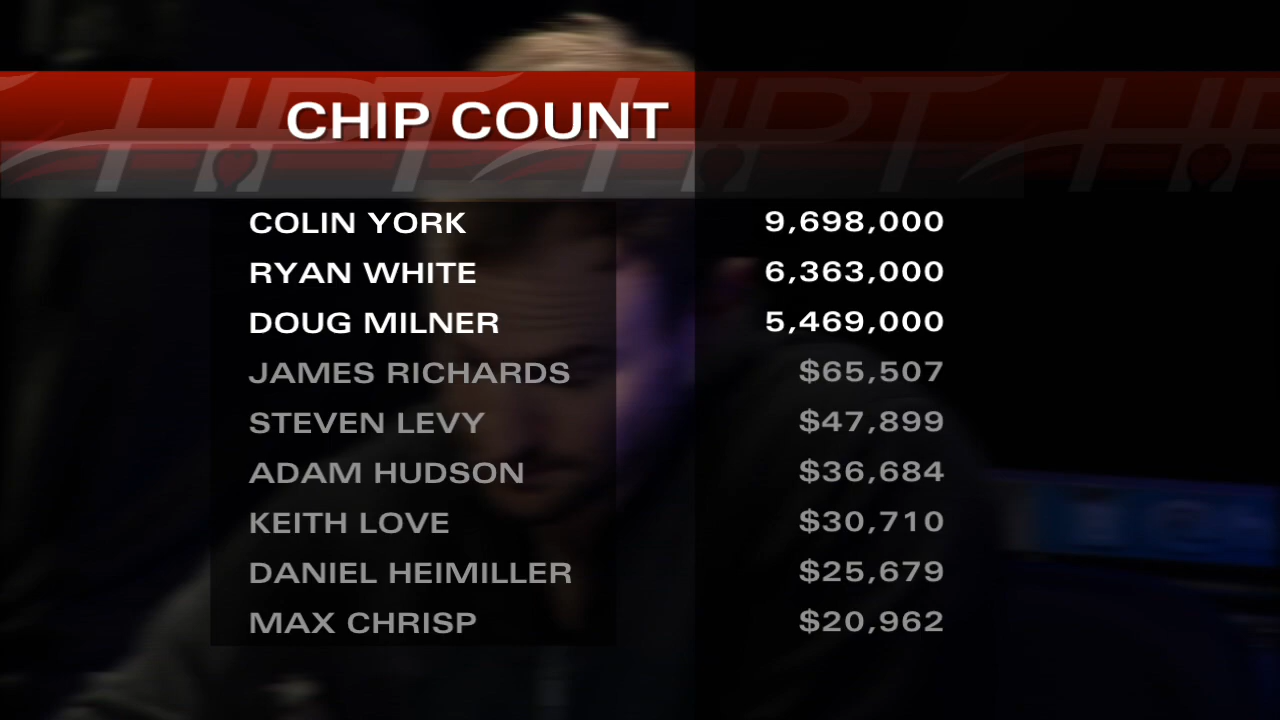 CHIP COUNT
COLIN YORK 9,698,000
RYAN WHITE 6,363,000
DOUG MILNER 5,469,000
JAMES RICHARDS $65,507
STEVEN LEVY $47,899
ADAM HUDSON $36,684
KEITH LOVE $30,710
DANIEL HEIMILLER $25,679
MAX CHRISP $20,962